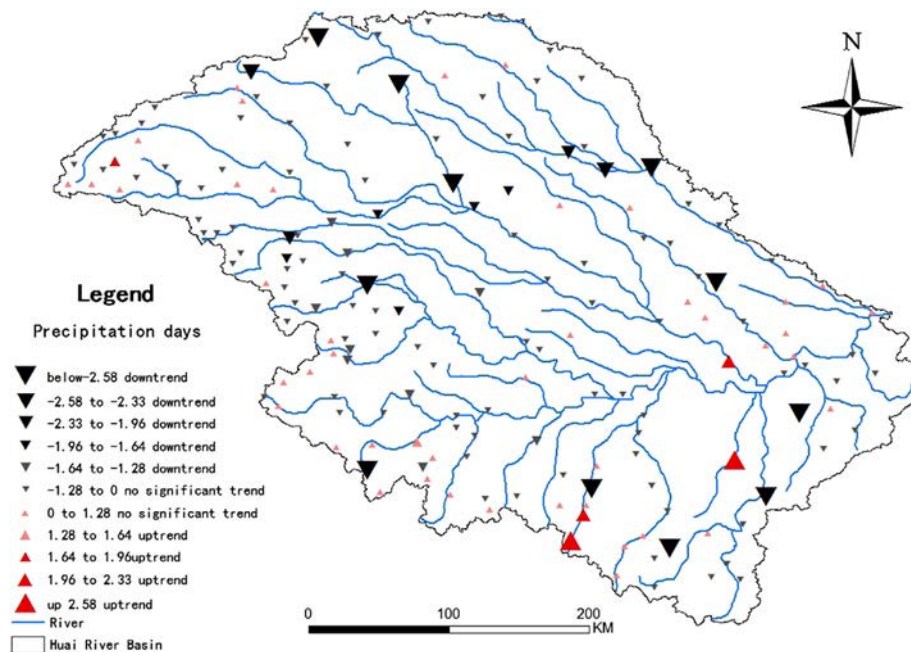 N
Legend
Precipitation days
below-2.58 downtrend
-2.58 to -2.33 downtrend
-2.33 to -1.96 downtrend
-1.96 to -1.64 downtrend
-1.64 to -1.28 downtrend
-1.28 to 0 no significant trend
0 to 1.28 no significant trend
1.28 to 1.64 uptrend
1.64 to 1.96uptrend
1.96 to 2.33 uptrend
up 2.58 uptrend
River
Huai River Basin
0 100 200
KM